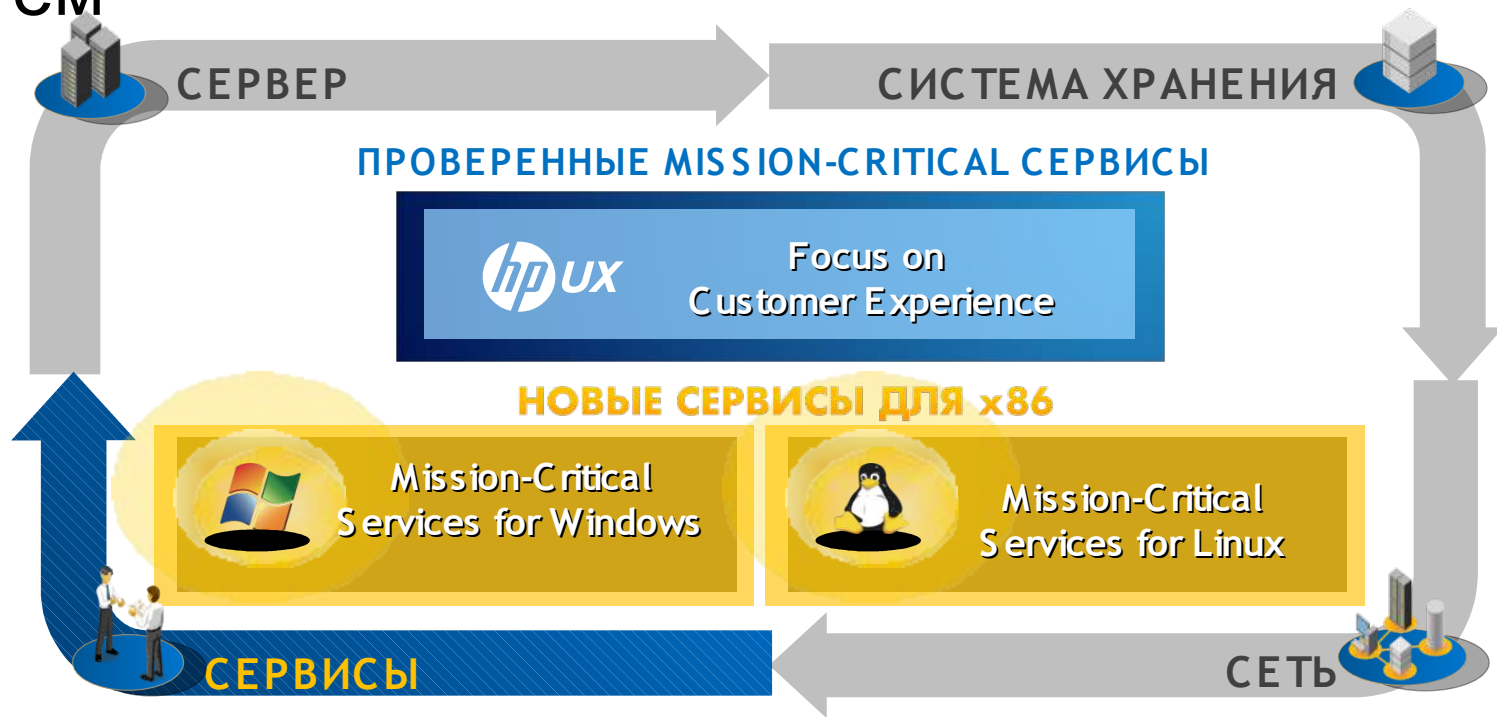 СМ
СЕРВЕР
СИСТЕМА ХРАНЕНИЯ
ПРОВЕРЕННЫЕ MISSION-CRITICAL СЕРВИСЫ
hp UX
Focus on
Customer Experience
НОВЫЕ СЕРВИСЫ ДЛЯ x86
Mission-Critical
Services for Windows
Mission-Critical
Services for Linux
СЕРВИСЫ
СЕТЬ